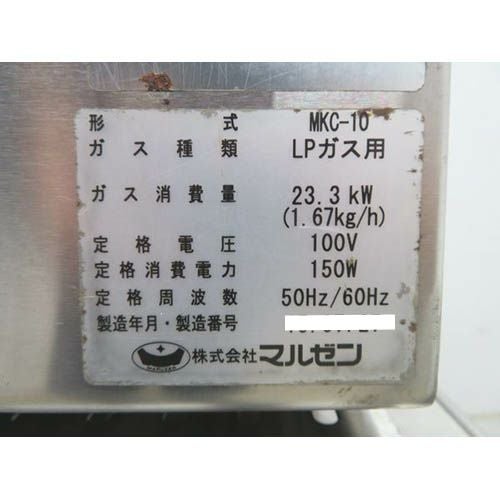 形 式 MKC-10
ガス種類 LPガス用
ガス消費量 23.3kW
(1.67kg/h)
定格電圧 100V
定格消費電力 150W
定格周波数 50Hz/60Hz
製造年月・製造番号
株式会社マルゼン